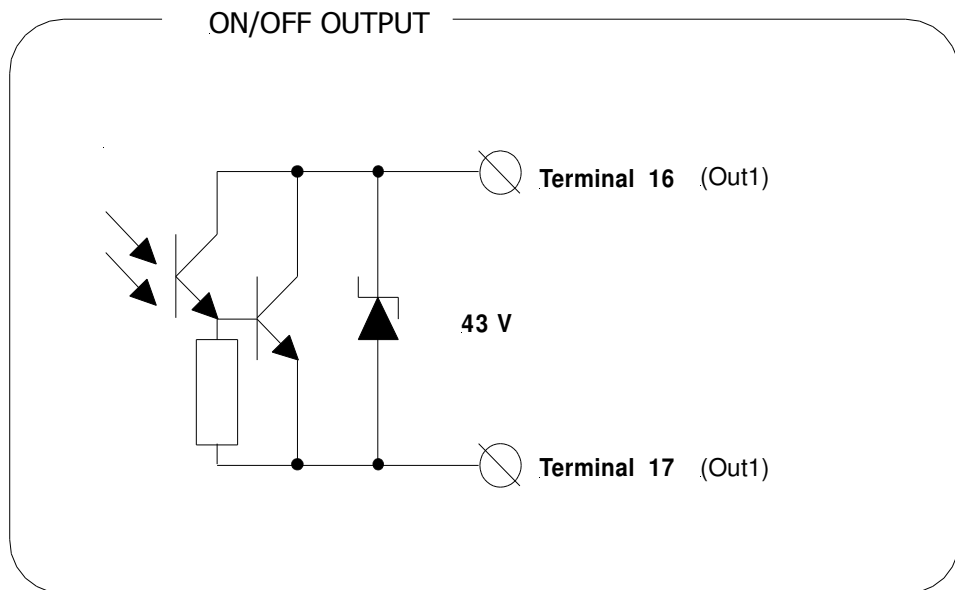 ON/OFF OUTPUT
Terminal 16 (Out1)
43 V
Terminal 17 (Out1)